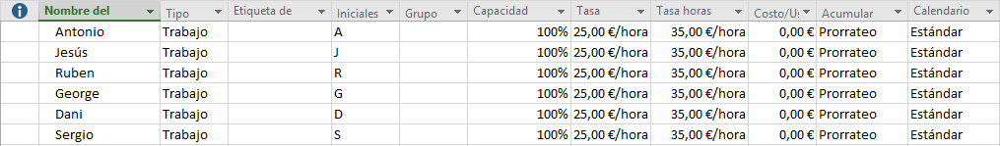 Nombre del Tipo Etiqueta de Iniciales Grupo Capacidad Tasa Tasa horas Costo/Us Acumular Calendario
Antonio Trabajo A 100% 25,00 €/hora 35,00 €/hora 0,00 € Prorrateo Estándar
Jesús Trabajo J 100% 25,00 €/hora 35,00 €/hora 0,00 € Prorrateo Estándar
Ruben Trabajo R 100% 25,00 €/hora 35,00 €/hora 0,00 € Prorrateo Estándar
George Trabajo G 100% 25,00 €/hora 35,00 €/hora 0,00 € Prorrateo Estándar
Dani Trabajo D 100% 25,00 €/hora 35,00 €/hora 0,00 € Prorrateo Estándar
Sergio Trabajo S 100% 25,00 €/hora 35,00 €/hora 0,00 € Prorrateo Estándar